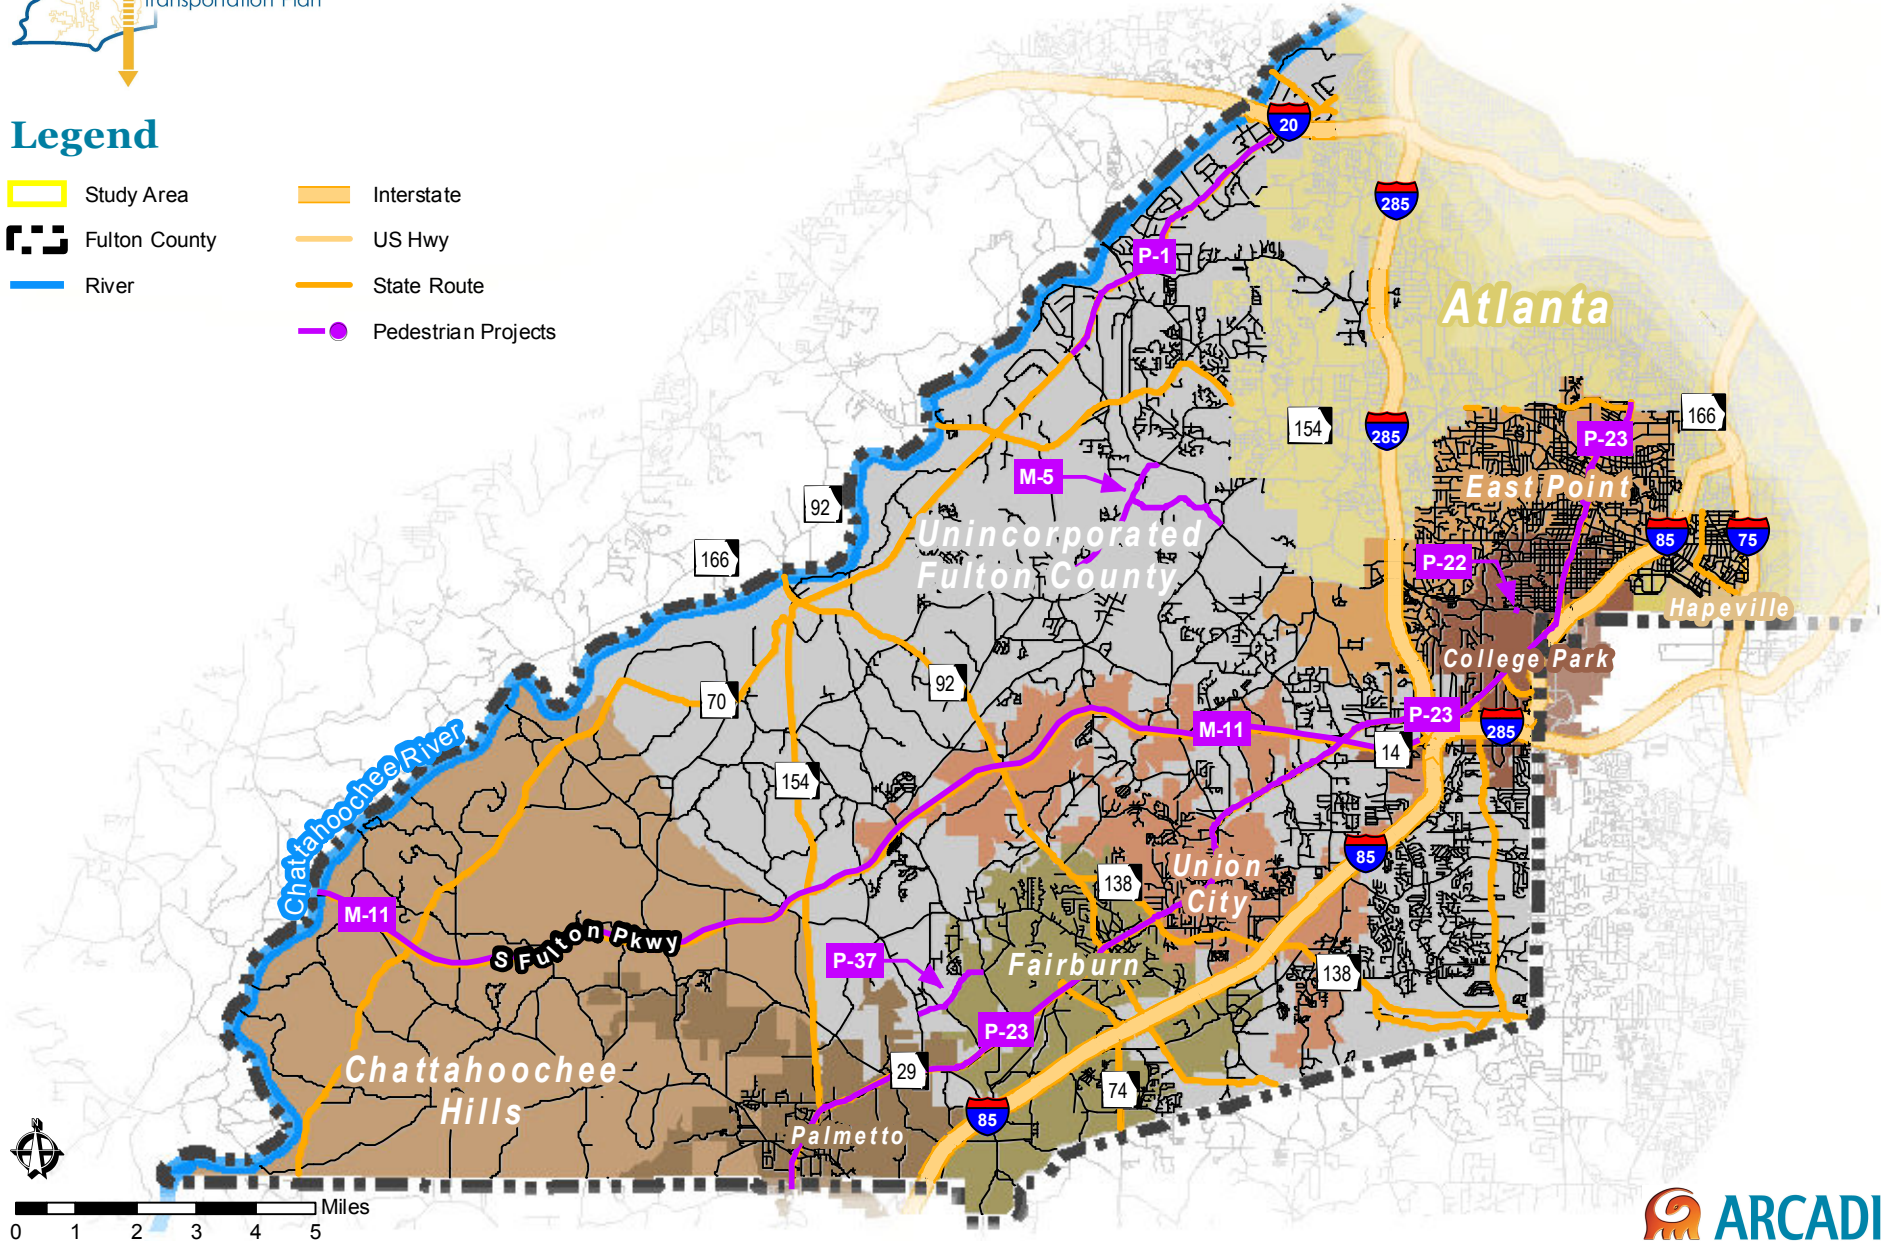 Transportation Plan
Legend
Study Area
Fulton County
River
Interstate
US Hwy
State Route
Pedestrian Projects
20
285
P-1
Atlanta
154
285
166
P-23
M-5
East Point
92
Unincorporated
Fulton County
85
75
166
P-22
Hapeville
College Park
92
70
P-23
M-11
285
14
Chattahoochee River
154
85
Union
City
138
M-11
S Fulton Pkwy
P-37
Fairburn
138
P-23
Chattahoochee
Hills
29
74
85
Palmetto
Miles
0 1 2 3 4 5
ARCADI